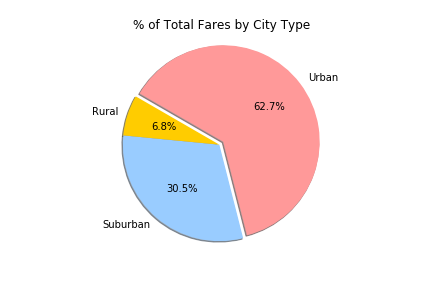 % of Total Fares by City Type
Urban
62.7%
Rural
6.8%
30.5%
Suburban